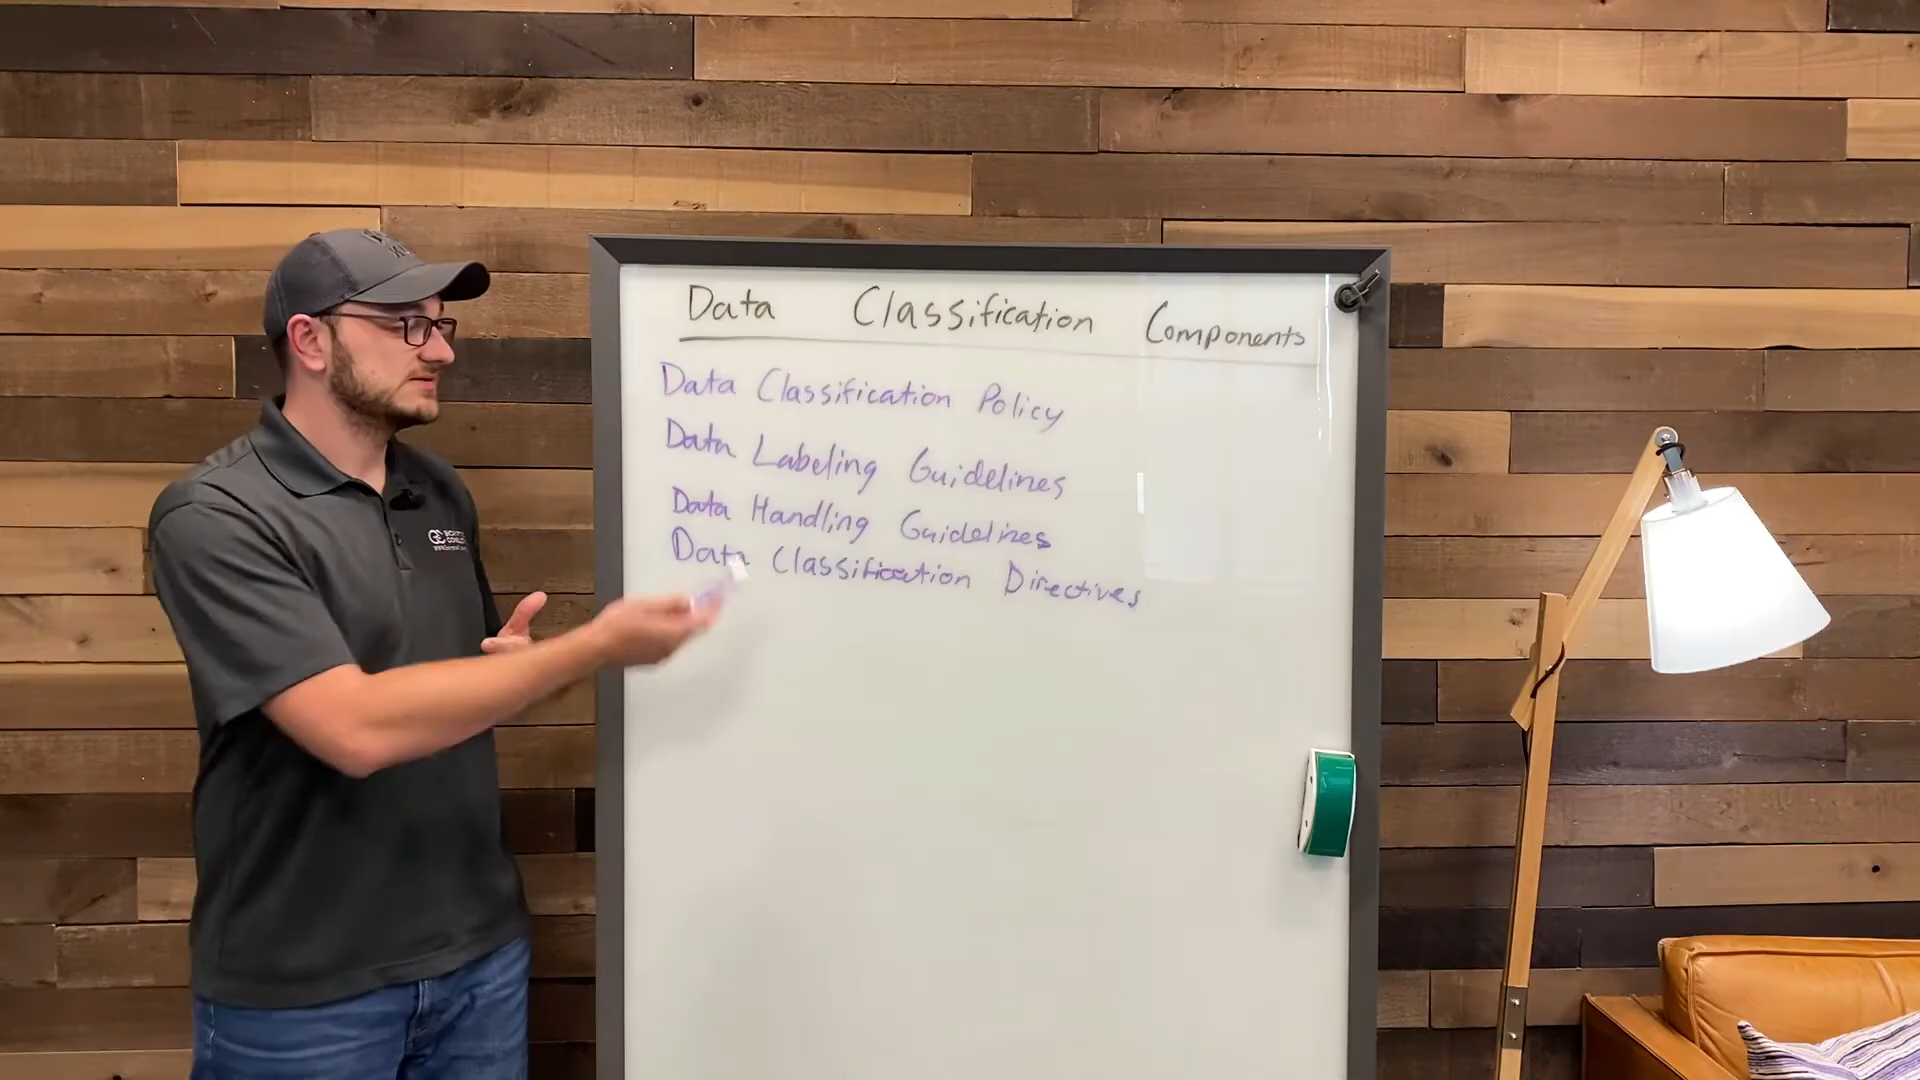 Data Classification Components
Data Classification Policy
Data Labeling Guidelines
Data Handling Guidelines
Data Classification Directives